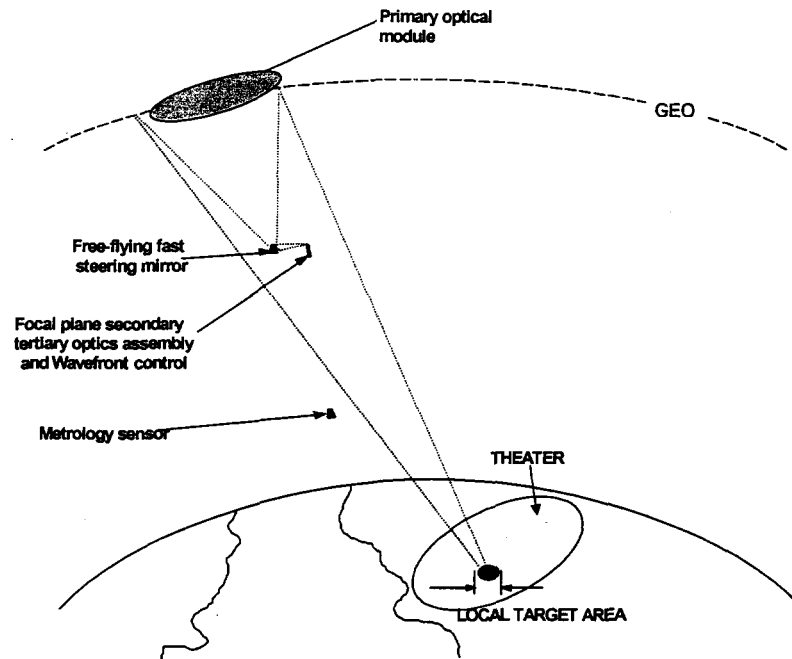 Primary optical
module
GEO
Free-flying fast
steering mirror
Focal plane secondary
tertiary optics assembly
and Wavefront control
Metrology sensor
THEATER
LOCAL TARGET AREA